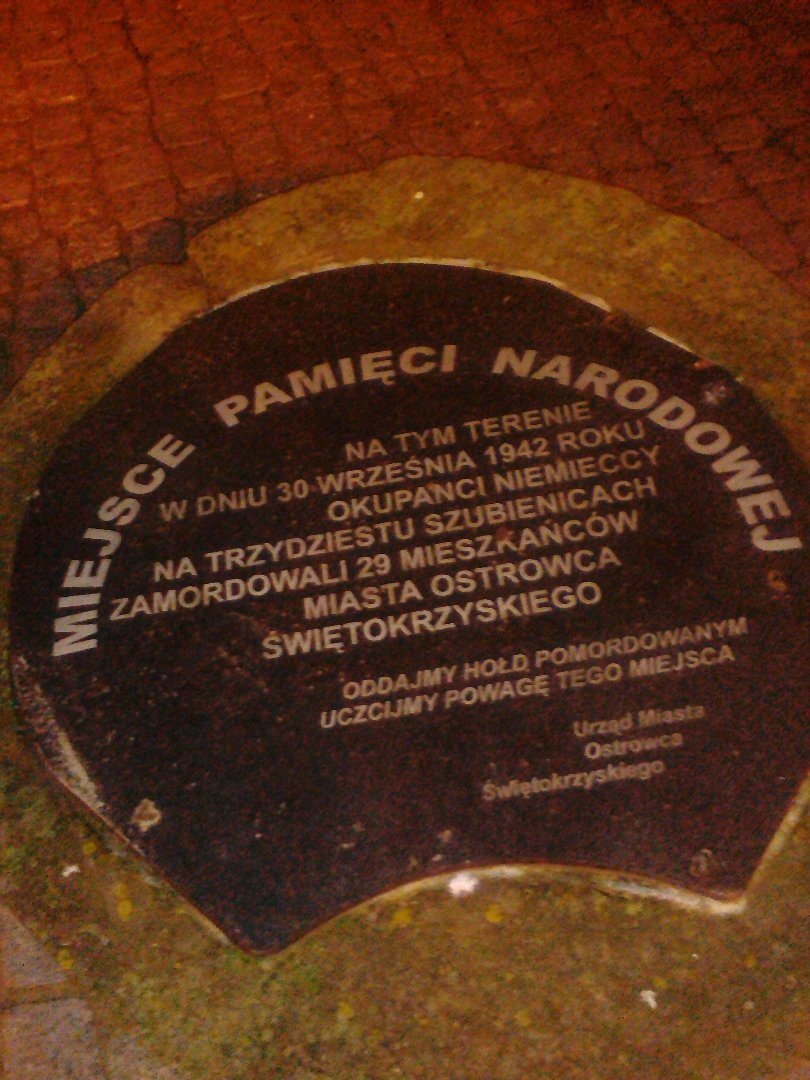 MIEJSCE PAMIĘCI NARODOWEJ
NA TYM TERENIE
W DNIU 30 WRZEŚNIA 1942 ROKU
OKUPANCI NIEMIECCY
NA TRZYDZIESTU SZUBIENICACH
ZAMORDOWALI 29 MIESZKAŃCÓW
MIASTA OSTROWCA
ŚWIĘTOKRZYSKIEGO
ODDAJMY HOŁD POMORDOWANYM
UCZCIJMY POWAGĘ TEGO MIEJSCA
Urząd Miasta
Ostrowca
Świętokrzyskiego